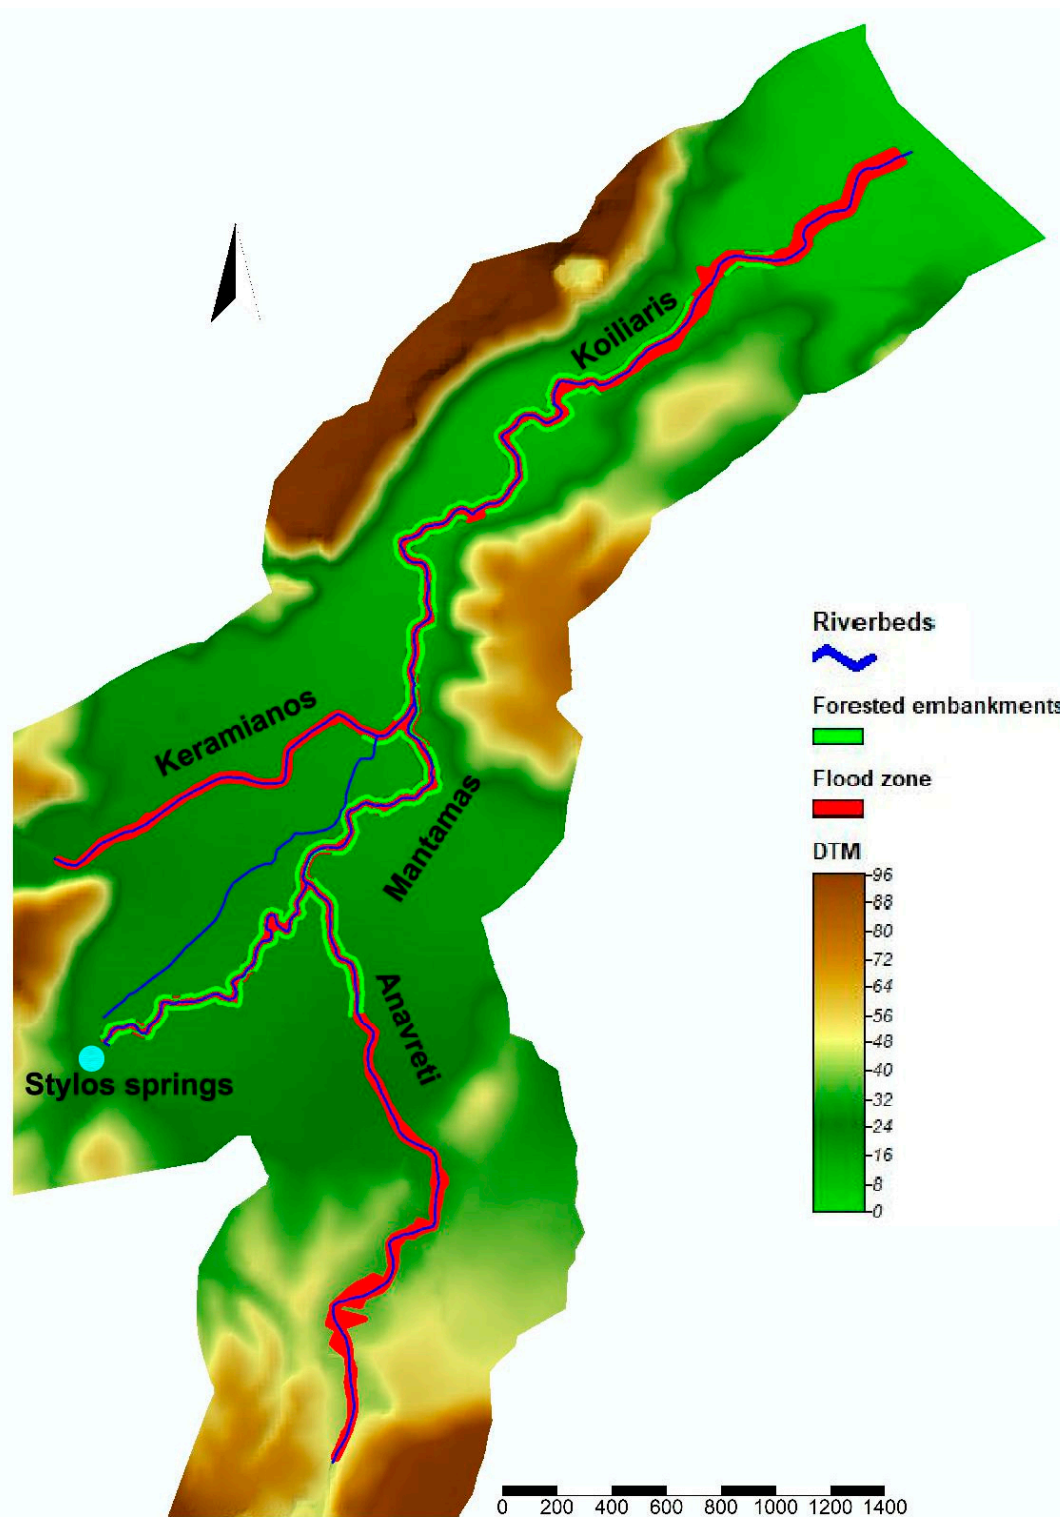 Koiliaris
Keramianos
Mantamas
Anavreti
Stylos springs
Riverbeds
Forested embankments
Flood zone
DTM
96
88
80
72
64
56
48
40
32
24
16
8
0
0 200 400 600 800 1000 1200 1400